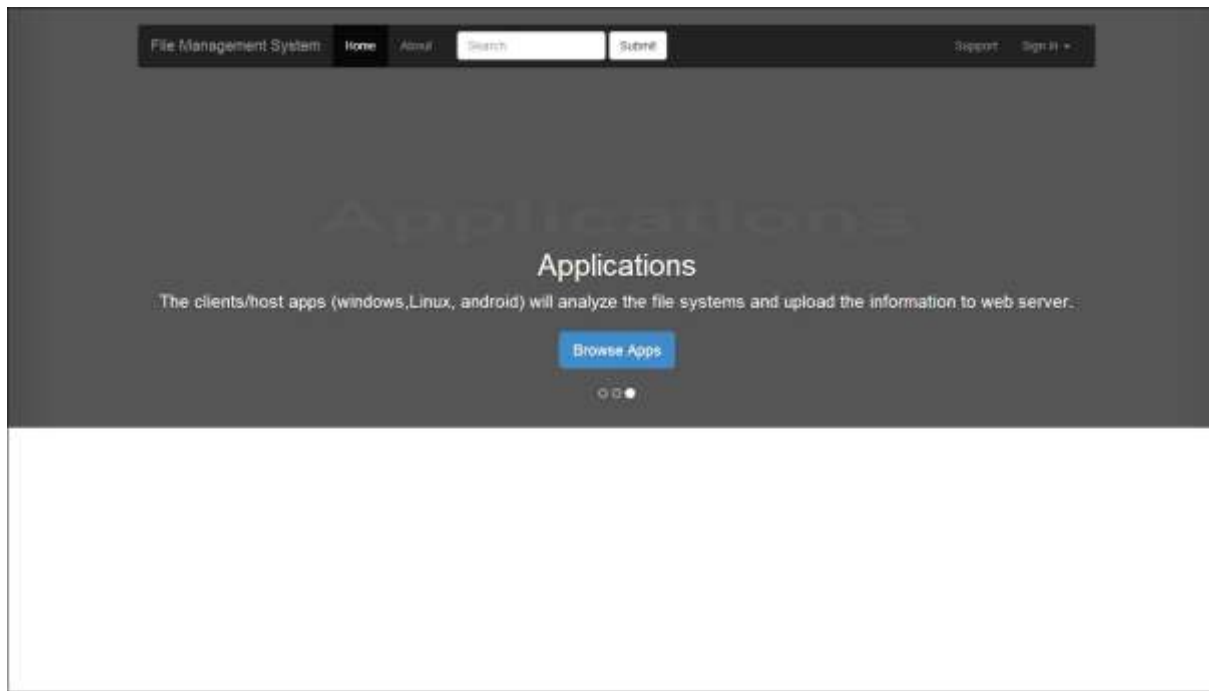 File Management System Home About Search Submit Support Sign in
Applications
Applications
The clients/host apps (windows,Linux, android) will analyze the file systems and upload the information to web server.
Browse Apps